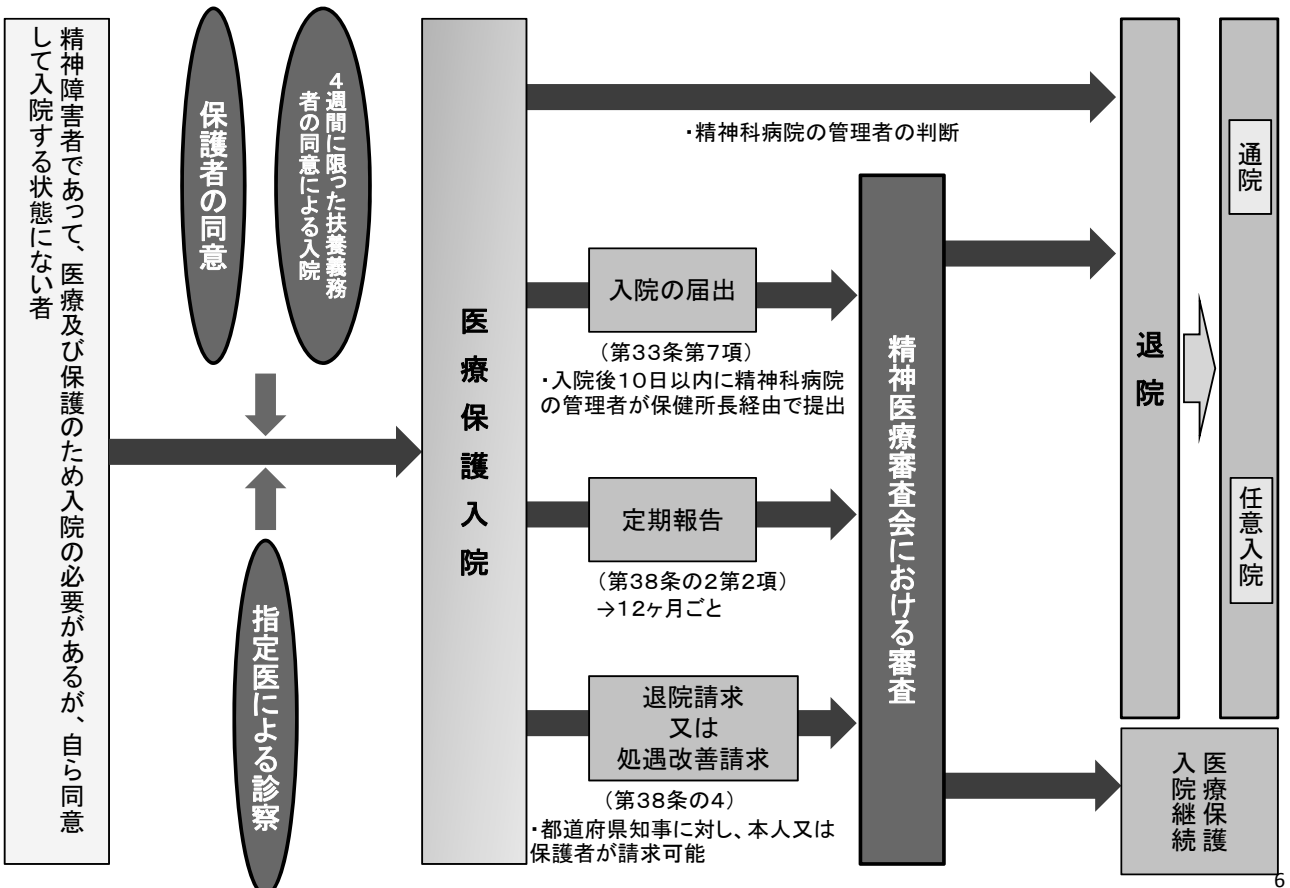 精神障害者であって、医療及び保護のため入院の必要があるが、自ら同意
して入院する状態にない者
保護者の同意
4週間に限った扶養義務
者の同意による入院
指定医による診察
医療保護入院
・精神科病院の管理者の判断
入院の届出
(第33条第7項)
・入院後10日以内に精神科病院
の管理者が保健所長経由で提出
定期報告
(第38条の2第2項)
→12ヶ月ごと
退院請求
又は
処遇改善請求
(第38条の4)
・都道府県知事に対し、本人又は
保護者が請求可能
精神医療審査会における審査
退院
通院
任意入院
医療保護
入院継続
6